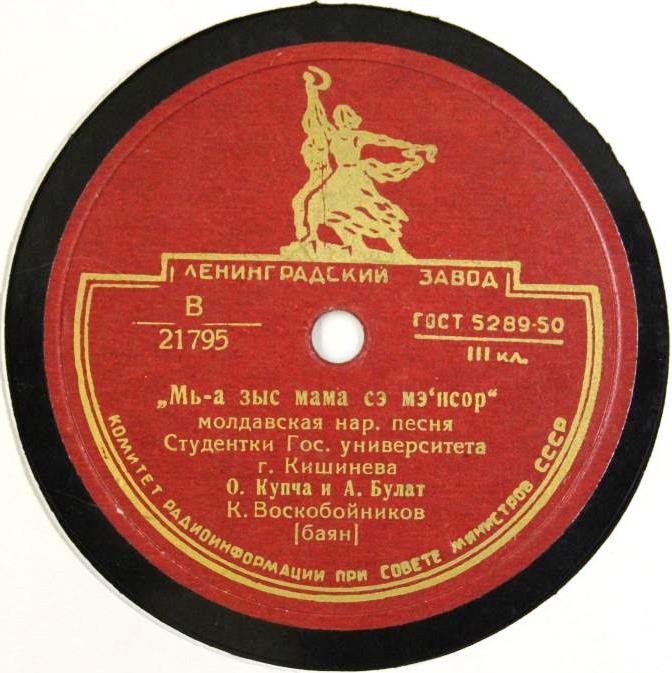 ЛЕНИНГРАДСКИЙ ЗАВОД
В
21795
ГОСТ 5289-50
III кл.
„Мь-а зыс мама сэ мэ‘нсор“
молдавская нар. песня
Студентки Гос. университета
г. Кишинева
О. Купча и А. Булат
К. Воскобойников
[баян]
КОМИТЕТ РАДИОИНФОРМАЦИИ ПРИ СОВЕТЕ МИНИСТРОВ СССР